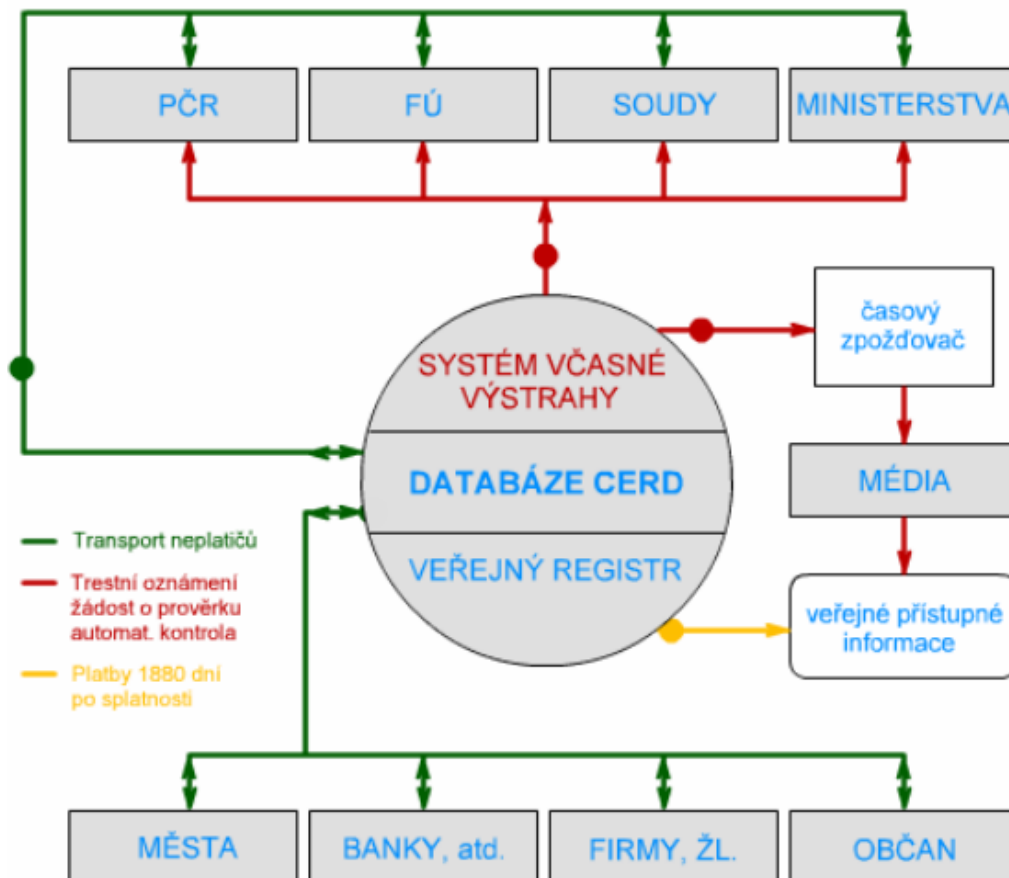 PČR
FÚ
SOUDY
MINISTERSTVA
časový
zpožďovač
SYSTÉM VČASNÉ
VÝSTRAHY
DATABÁZE CERD
MÉDIA
VEŘEJNÝ REGISTR
Transport neplatičů
Trestní oznámení
žádost o prověrku
automat. kontrola
Platby 1880 dní
po splatnosti
veřejné přístupné
informace
MĚSTA
BANKY, atd.
FIRMY, ŽL.
OBČAN